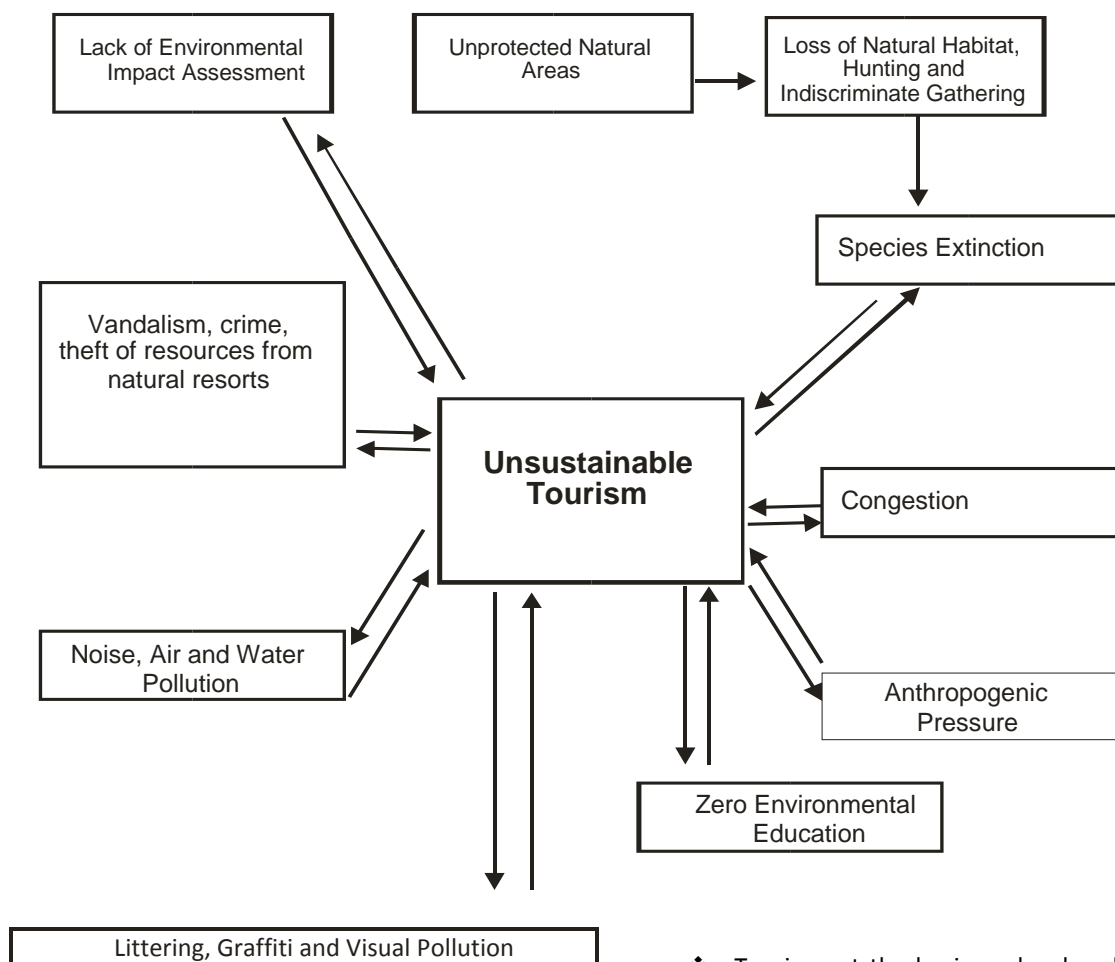 Lack of Environmental
Impact Assessment
Unprotected Natural
Areas
Loss of Natural Habitat,
Hunting and
Indiscriminate Gathering
Species Extinction
Vandalism, crime,
theft of resources from
natural resorts
Unsustainable
Tourism
Congestion
Noise, Air and Water
Pollution
Anthropogenic
Pressure
Zero Environmental
Education
Littering, Graffiti and Visual Pollution